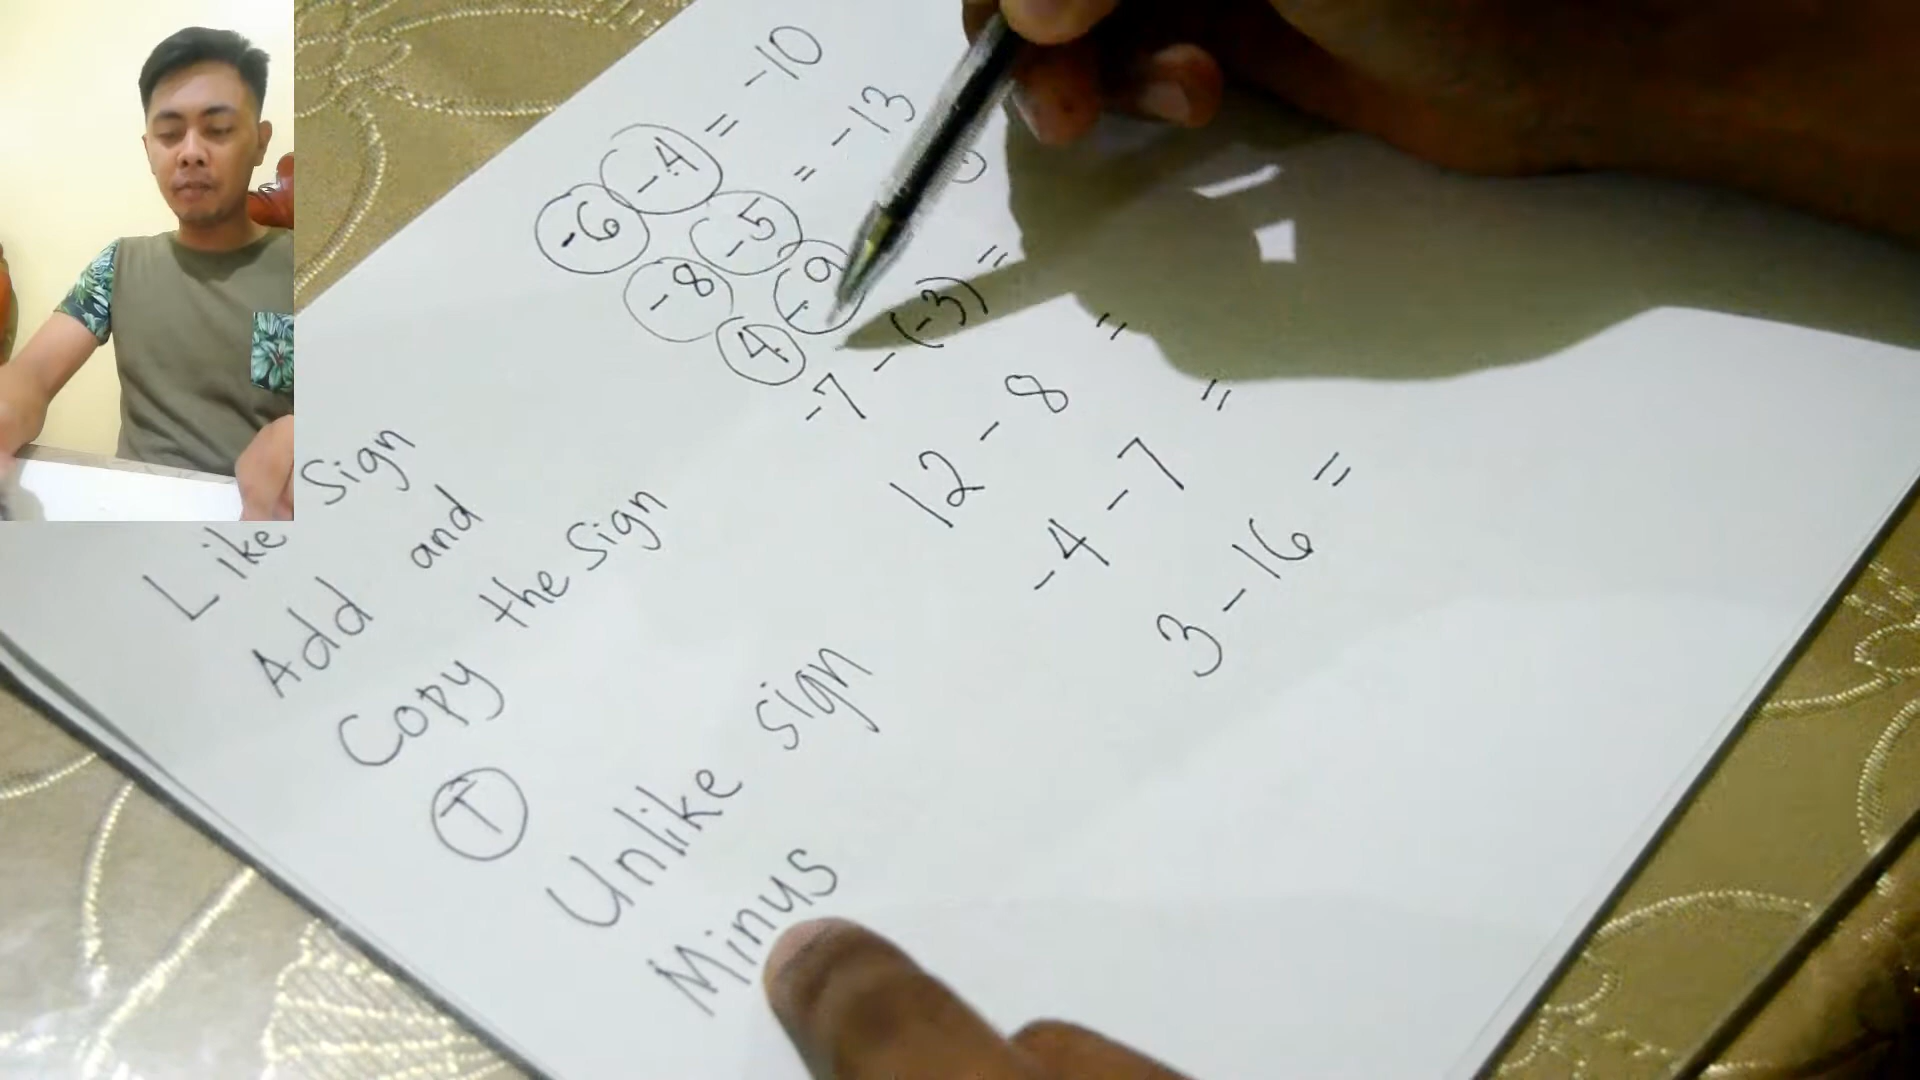 -6 -4 = -10
-8 -5 = -13
4 -9
-7 - (-3) =
12 - 8 =
-4 - 7 =
3 - 16 =
Like Sign
Add and
Copy the Sign
Unlike sign
Minus